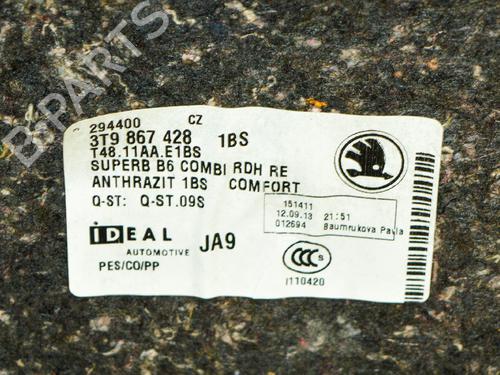 B-PARTS
294400 CZ
3T9 867 428 1BS
T48.11AA.E1BS
SUPERB B6 COMBI RDH RE
ANTHRAZIT 1BS COMFORT
Q-ST: Q-ST.09S
151411
12.09.13 21:51
012694 Baumrukova Pavla
iDEAL
AUTOMOTIVE
JA9
PES/CO/PP
CCC S
/110420